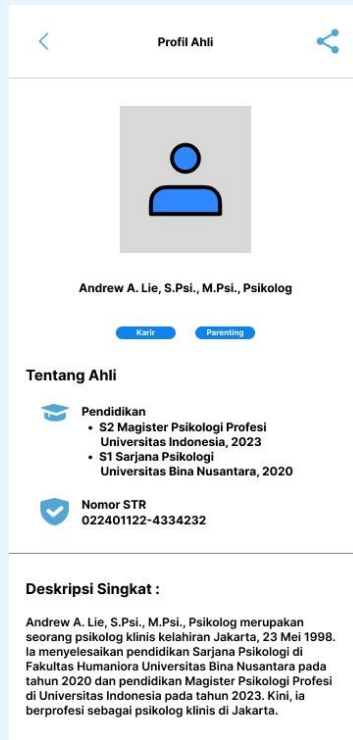 Profil Ahli
Andrew A. Lie, S.Psi., M.Psi., Psikolog
Karir
Parenting
Tentang Ahli
Pendidikan
• S2 Magister Psikologi Profesi
Universitas Indonesia, 2023
• S1 Sarjana Psikologi
Universitas Bina Nusantara, 2020
Nomor STR
022401122-4334232
Deskripsi Singkat :
Andrew A. Lie, S.Psi., M.Psi., Psikolog merupakan
seorang psikolog klinis kelahiran Jakarta, 23 Mei 1998.
Ia menyelesaikan pendidikan Sarjana Psikologi di
Fakultas Humaniora Universitas Bina Nusantara pada
tahun 2020 dan pendidikan Magister Psikologi Profesi
di Universitas Indonesia pada tahun 2023. Kini, ia
berprofesi sebagai psikolog klinis di Jakarta.